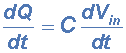 dQ/dt = C dV_in/dt